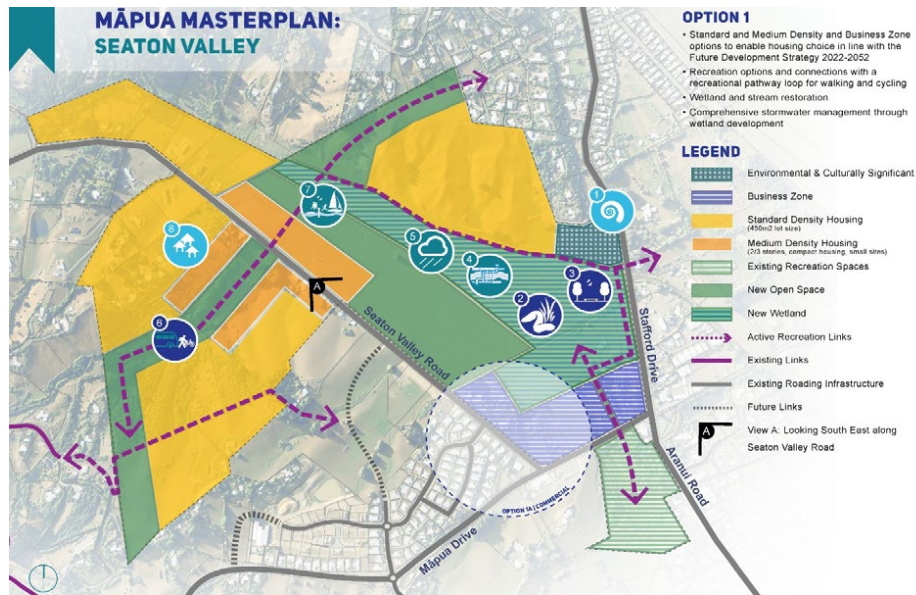 MĀPUA MASTERPLAN:
SEATON VALLEY
OPTION 1
• Standard and Medium Density and Business Zone
options to enable housing choice in line with the
Future Development Strategy 2022-2052
• Recreation options and connections with a
recreational pathway loop for walking and cycling
• Wetland and stream restoration
• Comprehensive stormwater management through
wetland development
LEGEND
Environmental & Culturally Significant
Business Zone
Standard Density Housing
(450m2 lot size)
Medium Density Housing
(2/3 stories, compact housing, small sites)
Existing Recreation Spaces
New Open Space
New Wetland
Active Recreation Links
Existing Links
Existing Roading Infrastructure
Future Links
A
View A: Looking South East along
Seaton Valley Road
1
7
8
5
4
3
2
6
A
Seaton Valley Road
Stafford Drive
Aranui Road
OPTION 1A | COMMERCIAL
Māpua Drive